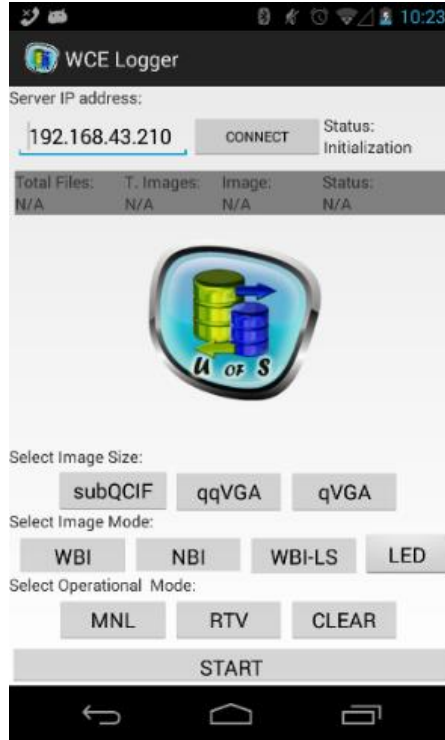 10:23
WCE Logger
Server IP address:
192.168.43.210 CONNECT Status: Initialization
Total Files: T. Images: Image: Status:
N/A N/A N/A N/A
U OF S
Select Image Size:
subQCIF qqVGA qVGA
Select Image Mode:
WBI NBI WBI-LS LED
Select Operational Mode:
MNL RTV CLEAR
START